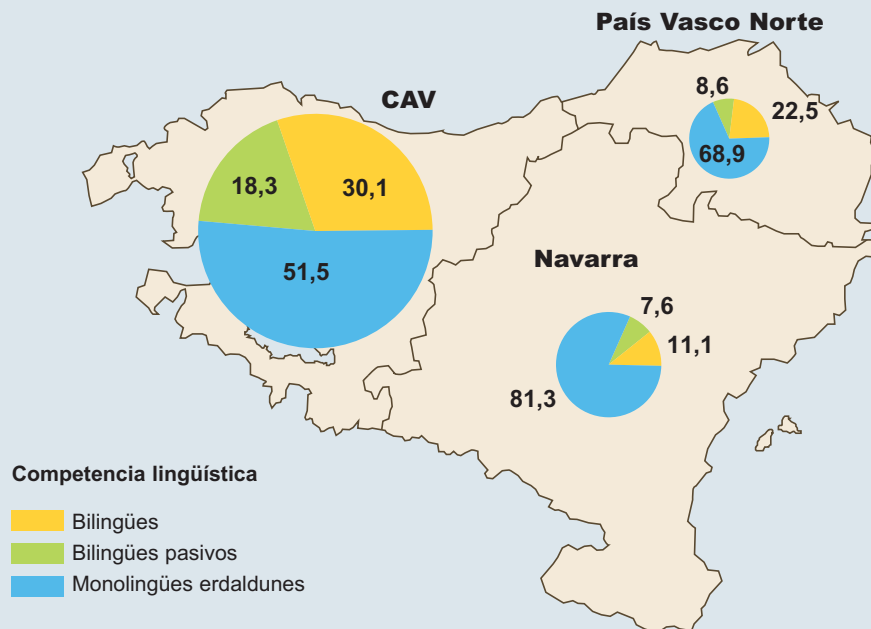 País Vasco Norte
8,6
22,5
68,9
CAV
18,3
30,1
51,5
Navarra
7,6
11,1
81,3
Competencia lingüística
Bilingües
Bilingües pasivos
Monolingües erdaldunes